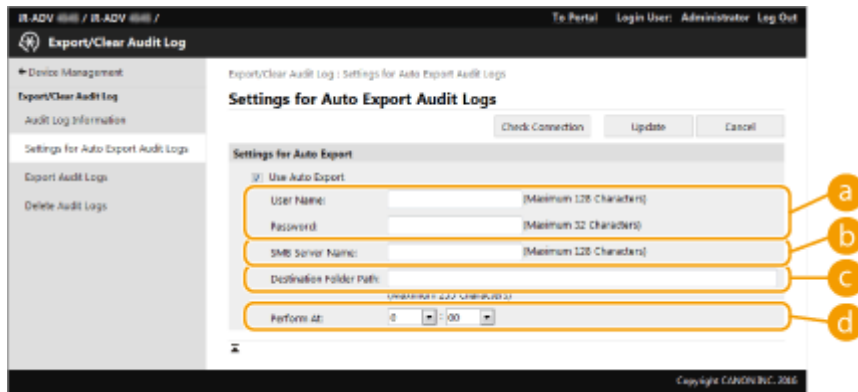 iR-ADV / iR-ADV /
To Portal Login User: Administrator Log Out
Export/Clear Audit Log
Device Management
Export/Clear Audit Log
Audit Log Information
Settings for Auto Export Audit Logs
Export Audit Logs
Delete Audit Logs
Export/Clear Audit Log : Settings for Auto Export Audit Logs
Settings for Auto Export Audit Logs
Check Connection Update Cancel
Settings for Auto Export
Use Auto Export
User Name: (Maximum 128 Characters)
Password: (Maximum 32 Characters)
SMB Server Name: (Maximum 128 Characters)
Destination Folder Path:
(Maximum 255 Characters)
Perform At: 0 : 00
a
b
c
d
Copyright CANON INC. 2016